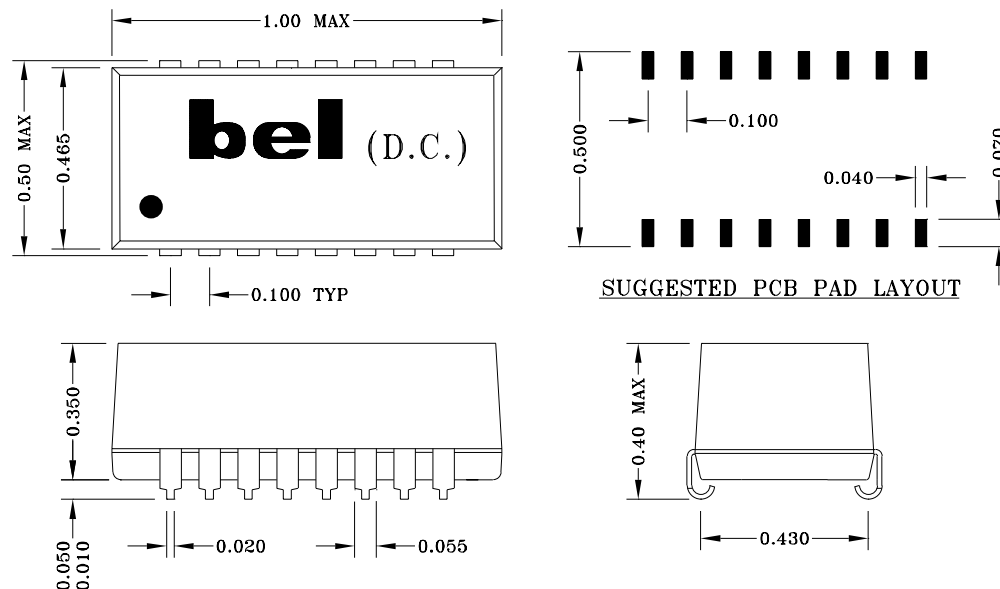 1.00 MAX
0.50 MAX
0.465
bel (D.C.)
0.100 TYP
0.500
0.100
0.040
0.070
SUGGESTED PCB PAD LAYOUT
0.350
0.050
0.010
0.020
0.055
0.40 MAX
0.430